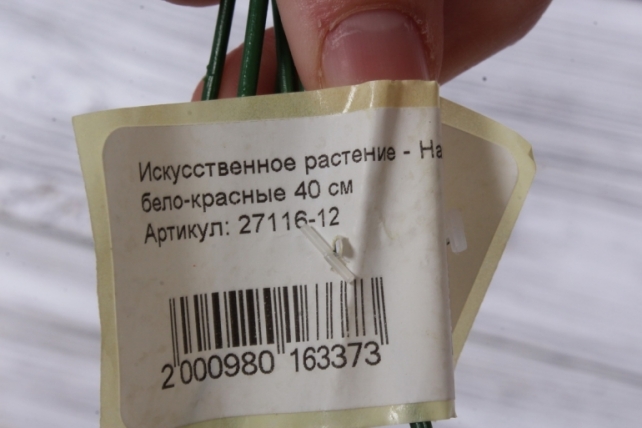 Искусственное растение - На
бело-красные 40 см
Артикул: 27116-12
2 000980 163373